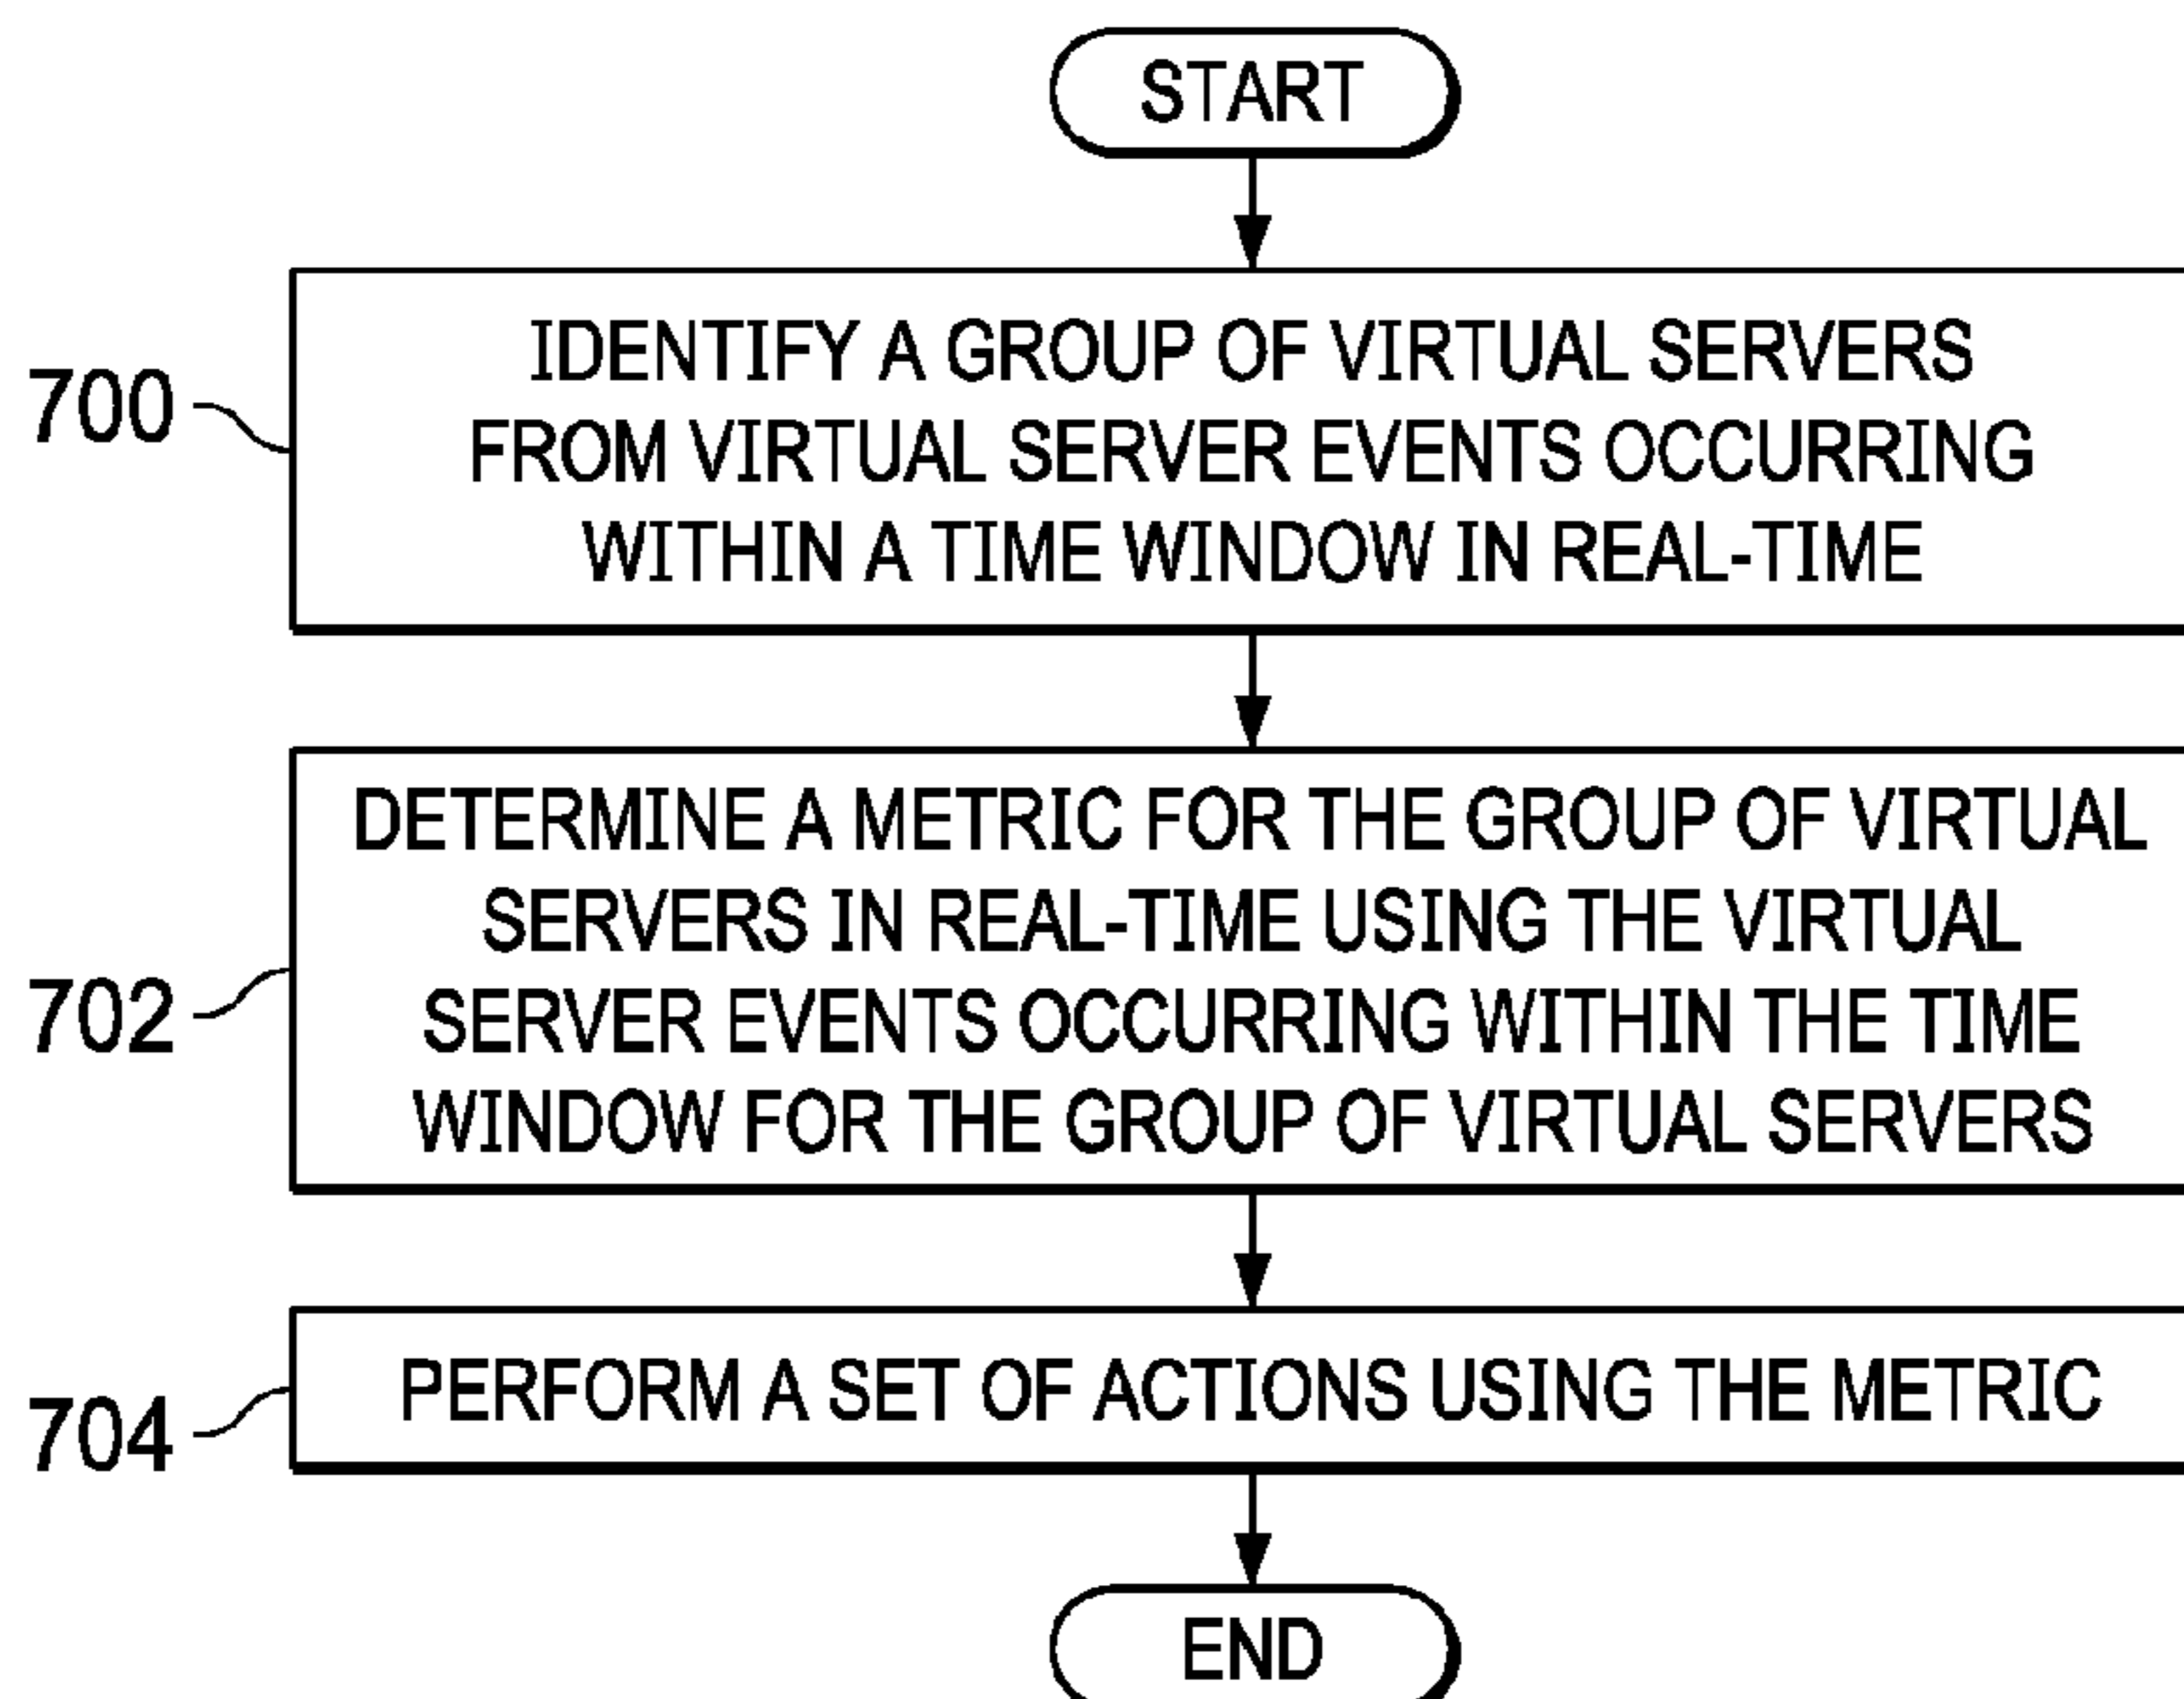 START
700
IDENTIFY A GROUP OF VIRTUAL SERVERS
FROM VIRTUAL SERVER EVENTS OCCURRING
WITHIN A TIME WINDOW IN REAL-TIME
702
DETERMINE A METRIC FOR THE GROUP OF VIRTUAL
SERVERS IN REAL-TIME USING THE VIRTUAL
SERVER EVENTS OCCURRING WITHIN THE TIME
WINDOW FOR THE GROUP OF VIRTUAL SERVERS
704
PERFORM A SET OF ACTIONS USING THE METRIC
END